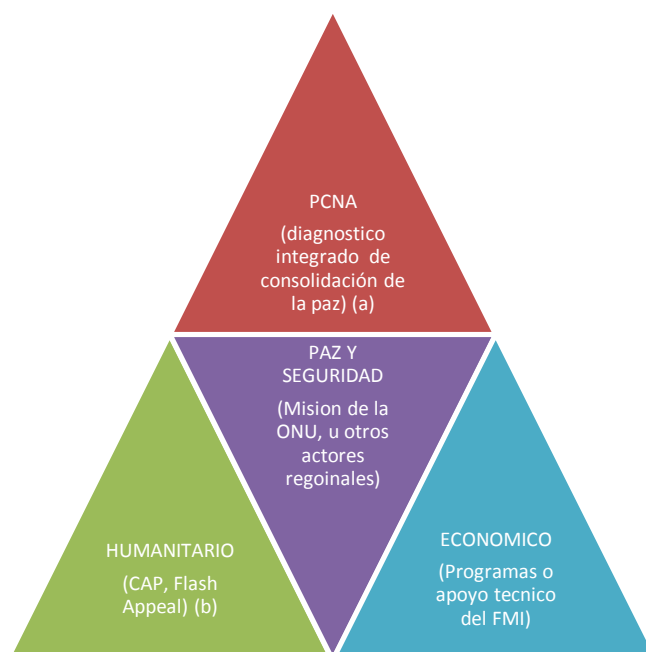 PCNA
(diagnostico
integrado de
consolidación de
la paz) (a)
PAZ Y
SEGURIDAD
(Mision de la
ONU, u otros
actores
regoinales)
HUMANITARIO
(CAP, Flash
Appeal) (b)
ECONOMICO
(Programas o
apoyo tecnico
del FMI)